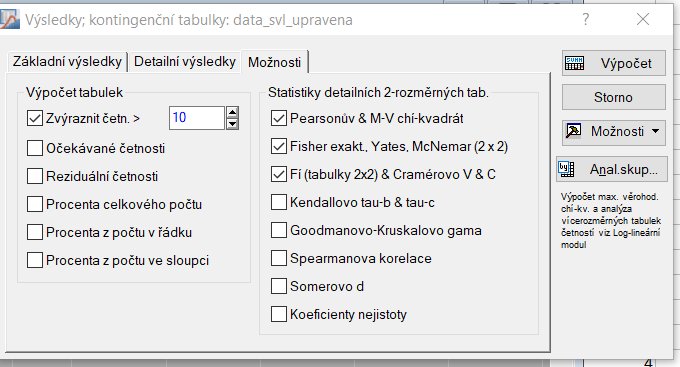 Výsledky; kontingenční tabulky: data_svl_upravena
?
Základní výsledky
Detailní výsledky
Možnosti
Výpočet tabulek
Zvýraznit četn. >
10
Očekávané četnosti
Reziduální četnosti
Procenta celkového počtu
Procenta z počtu v řádku
Procenta z počtu ve sloupci
Statistiky detailních 2-rozměrných tab.
Pearsonův & M-V chí-kvadrát
Fisher exakt., Yates, McNemar (2 x 2)
Fí (tabulky 2x2) & Cramérovo V & C
Kendallovo tau-b & tau-c
Goodmanovo-Kruskalovo gama
Spearmanova korelace
Somerovo d
Koeficienty nejistoty
Výpočet
Storno
Možnosti
by
Anal.skup...
Výpočet max. věrohod.
chí-kv. a analýza
vícerozměrných tabulek
četností viz Log-lineární
modul
4